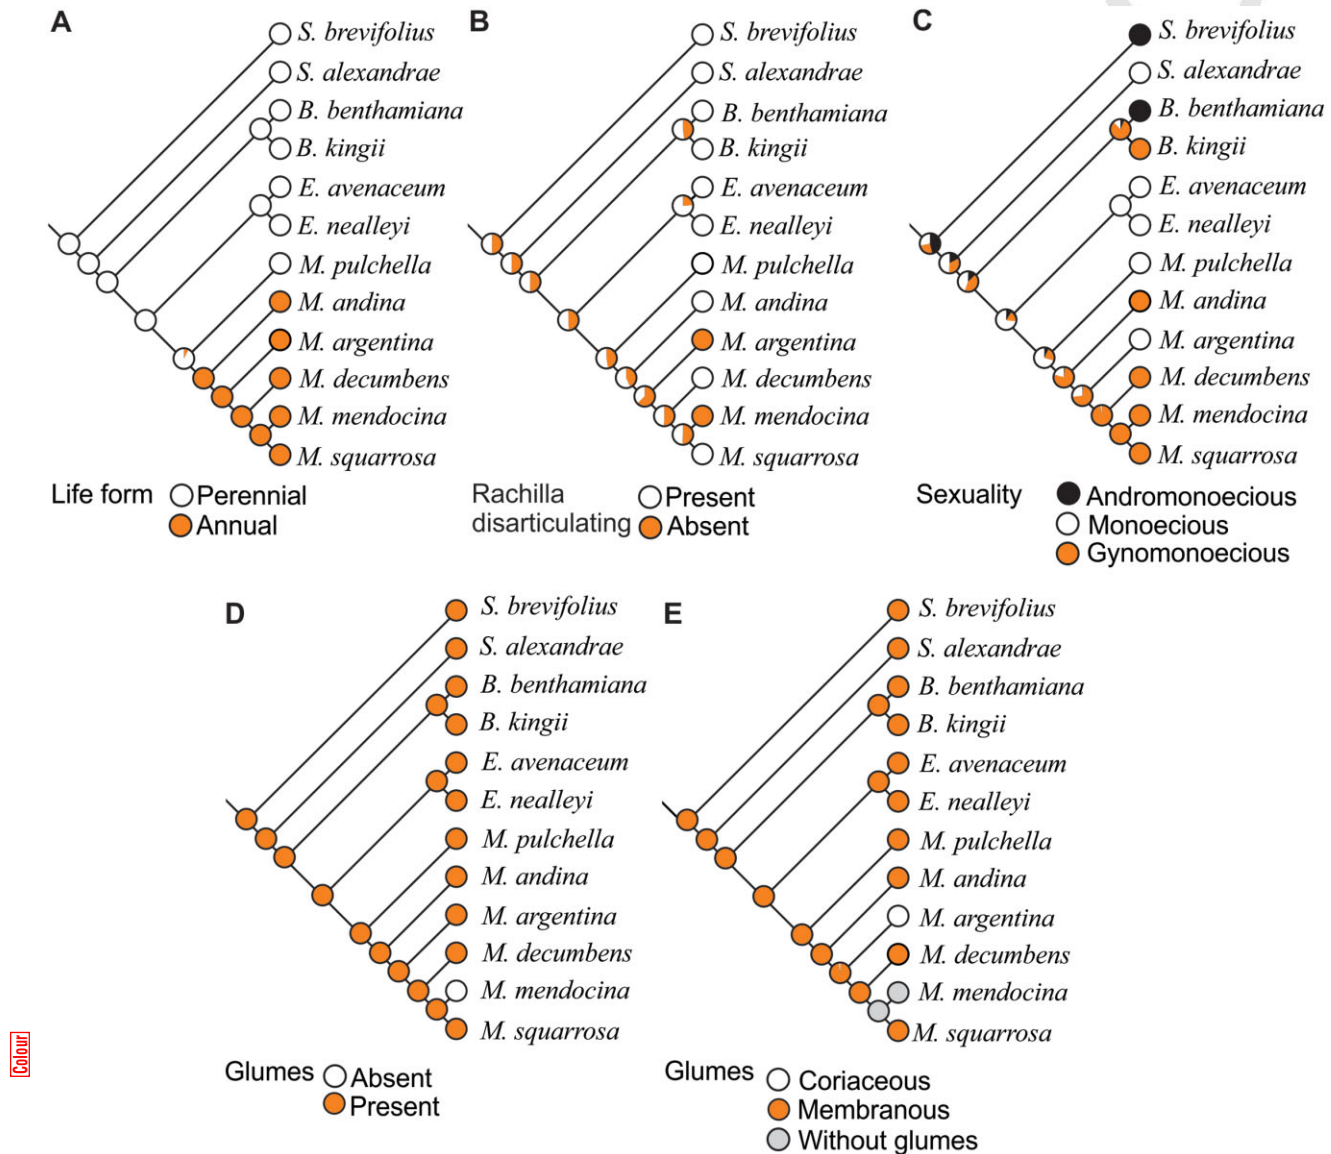 A
S. brevifolius
S. alexandrae
B. benthamiana
B. kingii
E. avenaceum
E. nealleyi
M. pulchella
M. andina
M. argentina
M. decumbens
M. mendocina
M. squarrosa
Life form
Perennial
Annual
B
S. brevifolius
S. alexandrae
B. benthamiana
B. kingii
E. avenaceum
E. nealleyi
M. pulchella
M. andina
M. argentina
M. decumbens
M. mendocina
M. squarrosa
Rachilla
disarticulating
Present
Absent
C
S. brevifolius
S. alexandrae
B. benthamiana
B. kingii
E. avenaceum
E. nealleyi
M. pulchella
M. andina
M. argentina
M. decumbens
M. mendocina
M. squarrosa
Sexuality
Andromonoecious
Monoecious
Gynomonoecious
D
S. brevifolius
S. alexandrae
B. benthamiana
B. kingii
E. avenaceum
E. nealleyi
M. pulchella
M. andina
M. argentina
M. decumbens
M. mendocina
M. squarrosa
Glumes
Absent
Present
E
S. brevifolius
S. alexandrae
B. benthamiana
B. kingii
E. avenaceum
E. nealleyi
M. pulchella
M. andina
M. argentina
M. decumbens
M. mendocina
M. squarrosa
Glumes
Coriaceous
Membranous
Without glumes
Colour